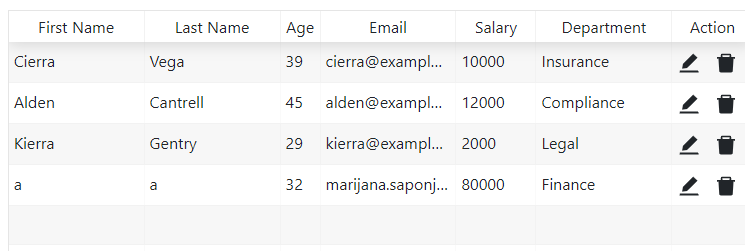 First Name Last Name Age Email Salary Department Action
Cierra Vega 39 cierra@exampl... 10000 Insurance
Alden Cantrell 45 alden@exampl... 12000 Compliance
Kierra Gentry 29 kierra@exampl... 2000 Legal
a a 32 marijana.saponj... 80000 Finance